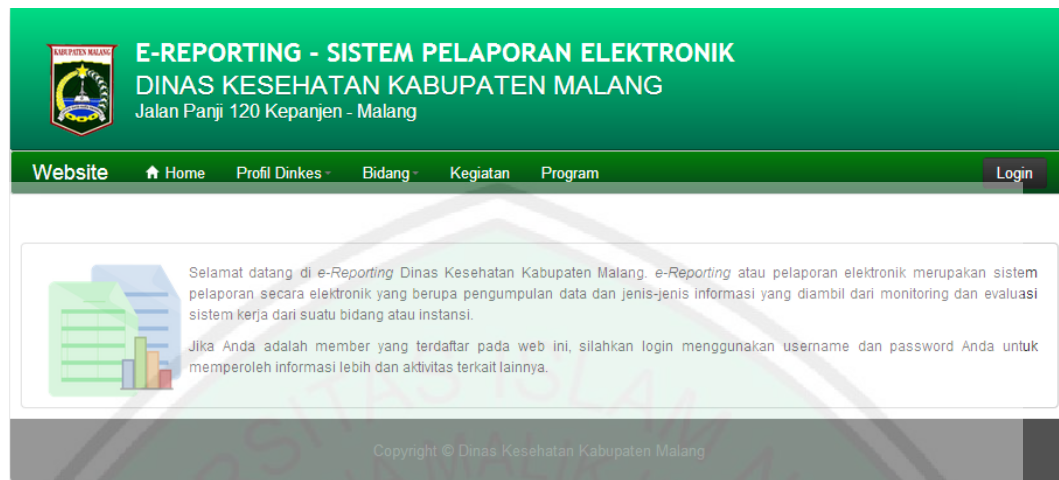 KABUPATEN MALANG
E-REPORTING - SISTEM PELAPORAN ELEKTRONIK
DINAS KESEHATAN KABUPATEN MALANG
Jalan Panji 120 Kepanjen - Malang
Website Home Profil Dinkes Bidang Kegiatan Program Login
Selamat datang di e-Reporting Dinas Kesehatan Kabupaten Malang. e-Reporting atau pelaporan elektronik merupakan sistem
pelaporan secara elektronik yang berupa pengumpulan data dan jenis-jenis informasi yang diambil dari monitoring dan evaluasi
sistem kerja dari suatu bidang atau instansi.
Jika Anda adalah member yang terdaftar pada web ini, silahkan login menggunakan username dan password Anda untuk
memperoleh informasi lebih dan aktivitas terkait lainnya.
Copyright © Dinas Kesehatan Kabupaten Malang